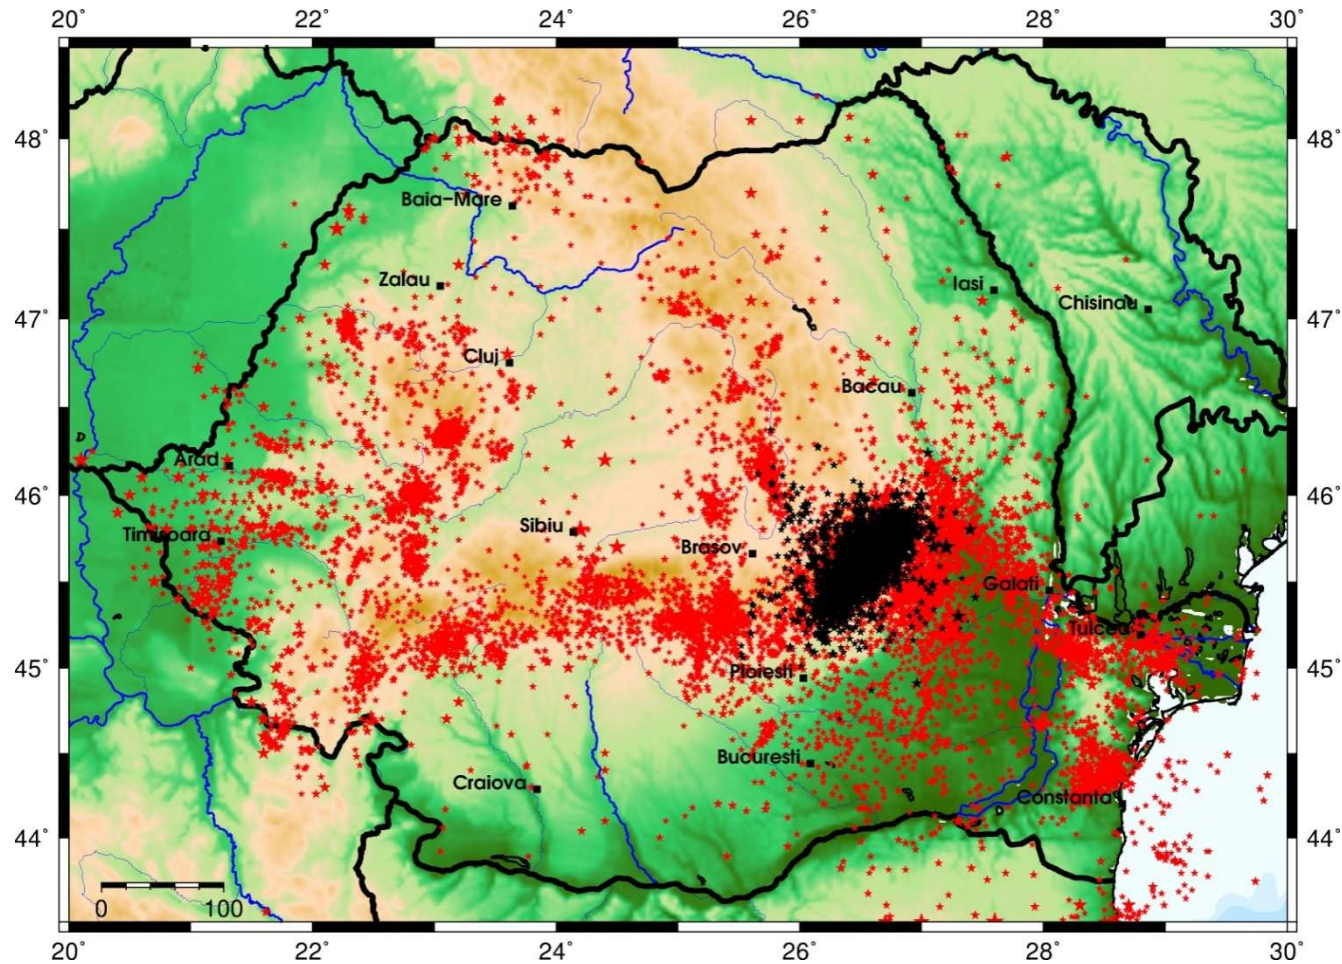 20° 22° 24° 26° 28° 30°
48° 48°
Baia-Mare
Zalau
Iasi
Chisinau
47° 47°
Cluj
Bacau
Arad
46° 46°
Timisoara
Sibiu
Brasov
Galati
Tulcea
45° 45°
Ploiesti
Bucuresti
Craiova
Constanta
44° 44°
0 100
20° 22° 24° 26° 28° 30°